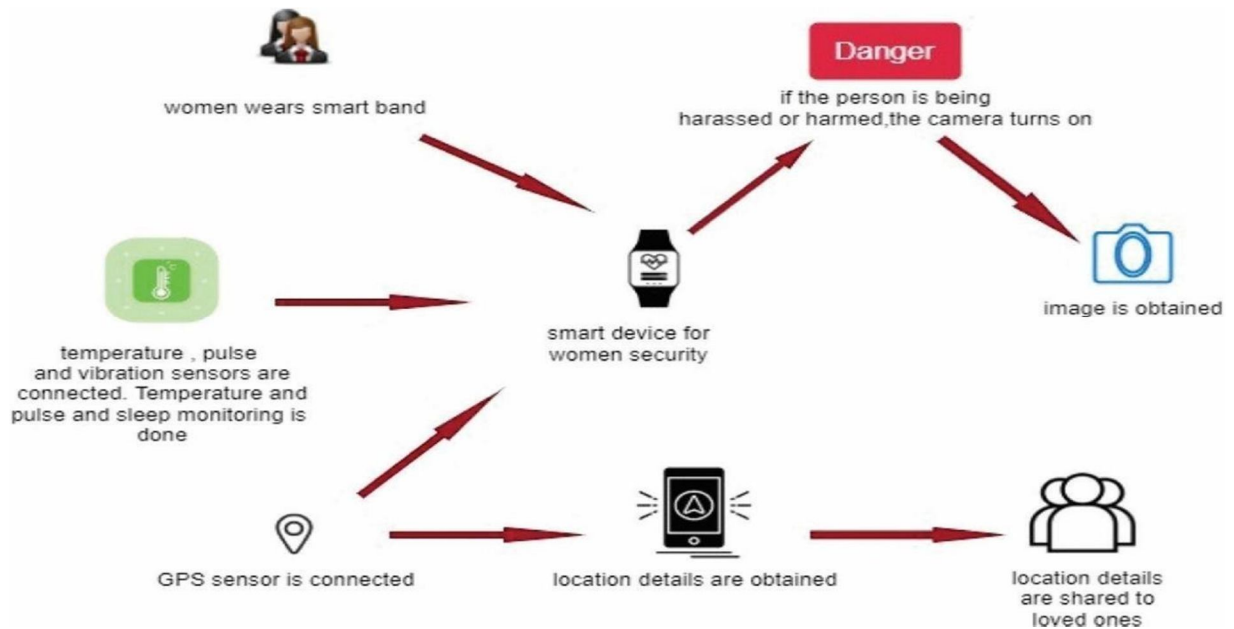 Danger
women wears smart band
if the person is being
harassed or harmed,the camera turns on
image is obtained
smart device for
women security
temperature , pulse
and vibration sensors are
connected. Temperature and
pulse and sleep monitoring is
done
GPS sensor is connected
location details are obtained
location details
are shared to
loved ones